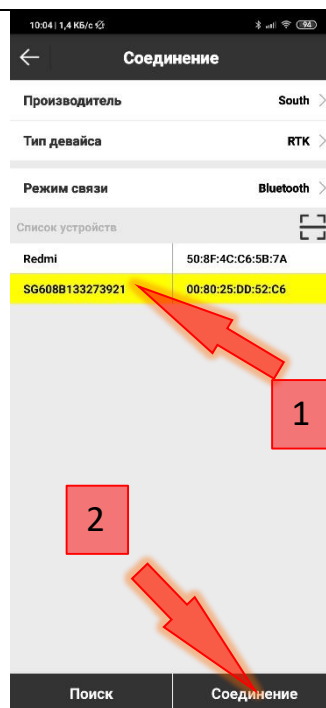 10:04 | 1,4 КБ/с
94
Соединение
Производитель South
Тип девайса RTK
Режим связи Bluetooth
Список устройств
Redmi 50:8F:4C:C6:5B:7A
SG608B133273921 00:80:25:DD:52:C6
1
2
Поиск Соединение